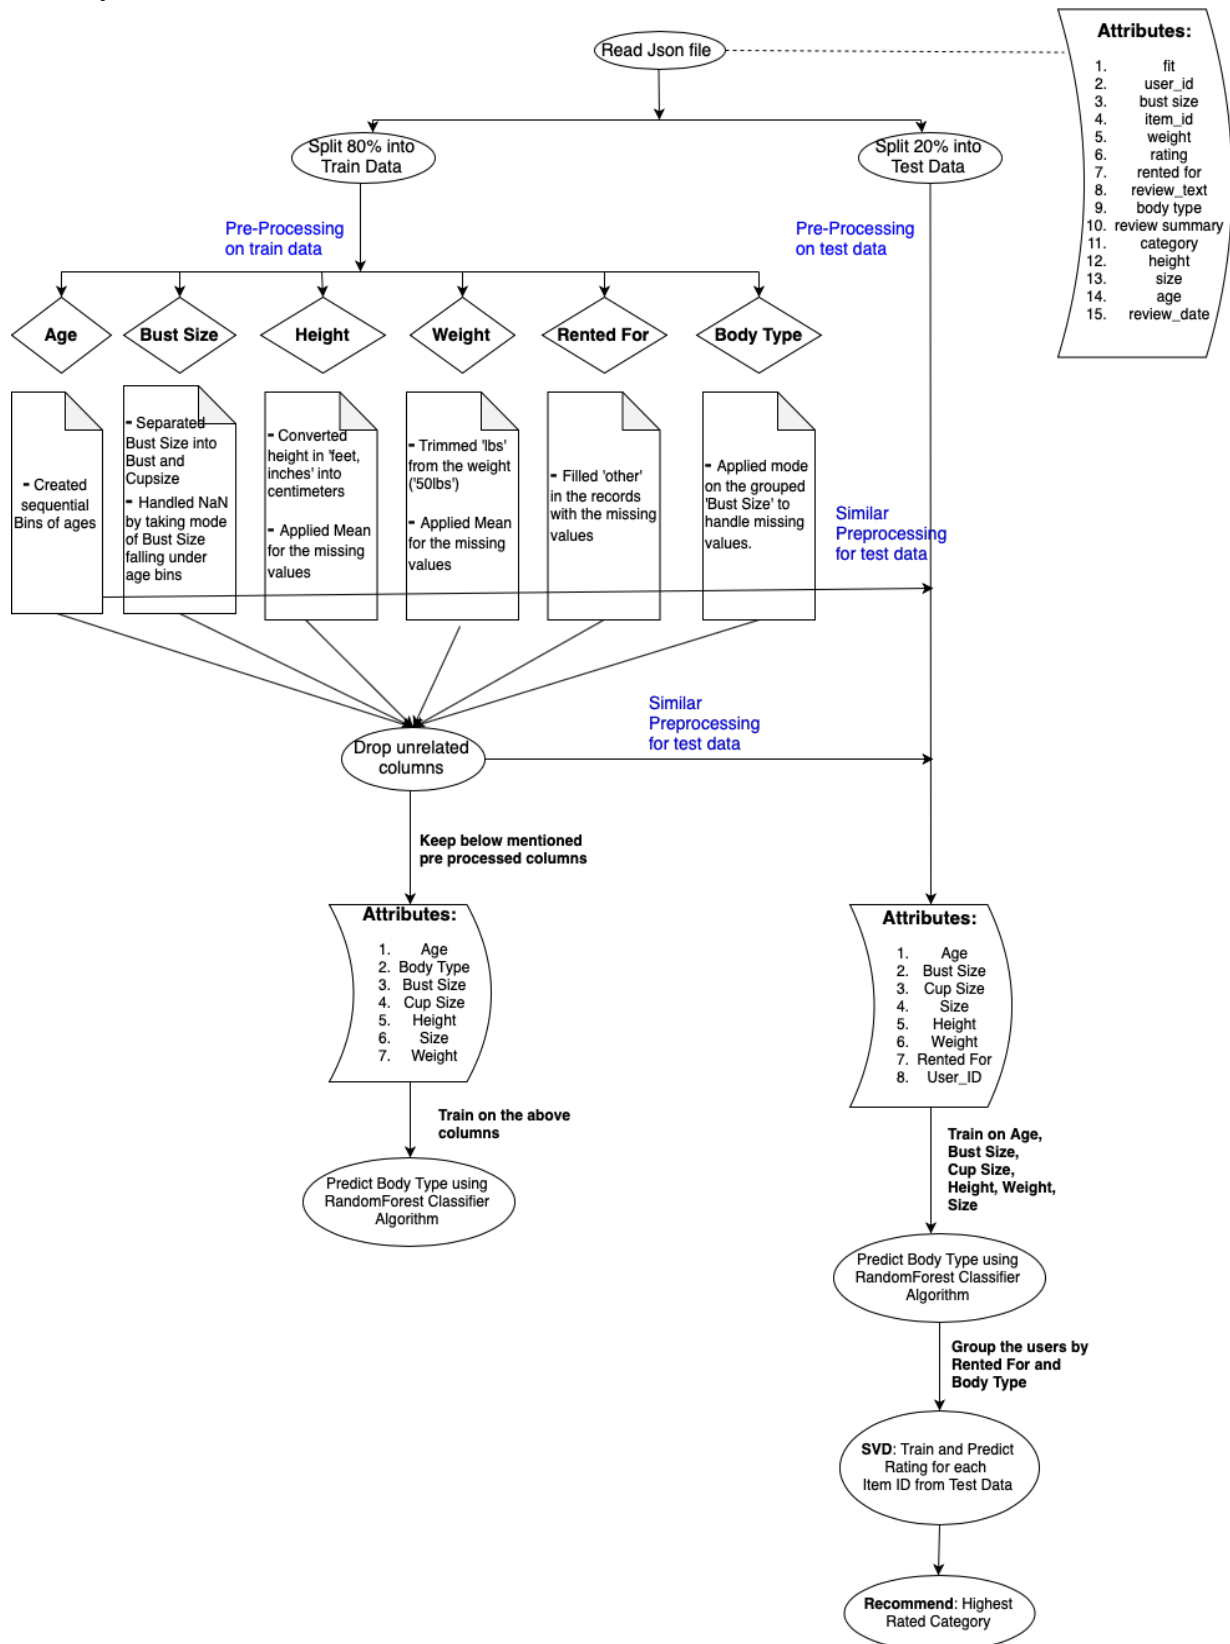 Read Json file
Attributes:
1. fit
2. user_id
3. bust size
4. item_id
5. weight
6. rating
7. rented for
8. review_text
9. body type
10. review summary
11. category
12. height
13. size
14. age
15. review_date
Split 80% into
Train Data
Split 20% into
Test Data
Pre-Processing
on train data
Pre-Processing
on test data
Age
Bust Size
Height
Weight
Rented For
Body Type
- Created
sequential
Bins of ages
- Separated
Bust Size into
Bust and
Cupsize
- Handled NaN
by taking mode
of Bust Size
falling under
age bins
- Converted
height in 'feet,
inches' into
centimeters
- Applied Mean
for the missing
values
- Trimmed 'lbs'
from the weight
('50lbs')
- Applied Mean
for the missing
values
- Filled 'other'
in the records
with the missing
values
- Applied mode
on the grouped
'Bust Size' to
handle missing
values.
Similar
Preprocessing
for test data
Similar
Preprocessing
for test data
Drop unrelated
columns
Keep below mentioned
pre processed columns
Attributes:
1. Age
2. Body Type
3. Bust Size
4. Cup Size
5. Height
6. Size
7. Weight
Attributes:
1. Age
2. Bust Size
3. Cup Size
4. Size
5. Height
6. Weight
7. Rented For
8. User_ID
Train on the above
columns
Predict Body Type using
RandomForest Classifier
Algorithm
Train on Age,
Bust Size,
Cup Size,
Height, Weight,
Size
Predict Body Type using
RandomForest Classifier
Algorithm
Group the users by
Rented For and
Body Type
SVD: Train and Predict
Rating for each
Item ID from Test Data
Recommend: Highest
Rated Category